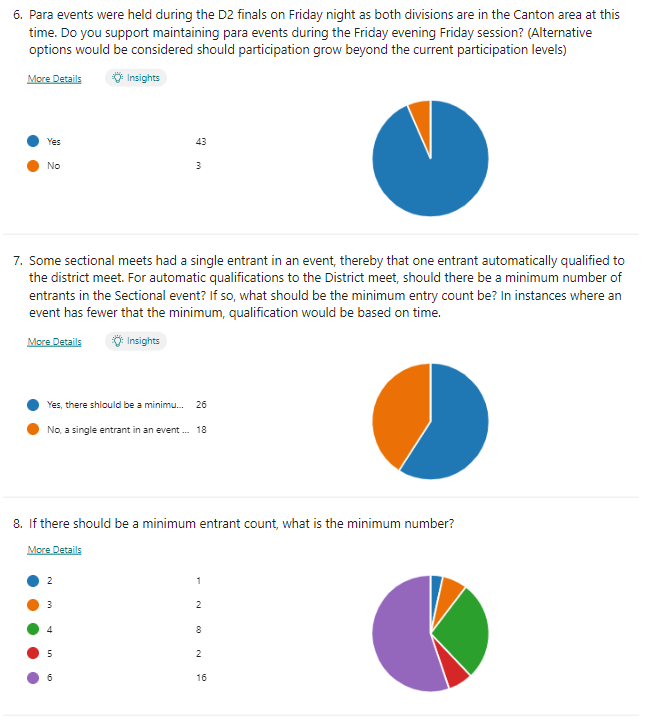 6. Para events were held during the D2 finals on Friday night as both divisions are in the Canton area at this
time. Do you support maintaining para events during the Friday evening Friday session? (Alternative
options would be considered should participation grow beyond the current participation levels)
More Details Insights
Yes 43
No 3
7. Some sectional meets had a single entrant in an event, thereby that one entrant automatically qualified to
the district meet. For automatic qualifications to the District meet, should there be a minimum number of
entrants in the Sectional event? If so, what should be the minimum entry count be? In instances where an
event has fewer that the minimum, qualification would be based on time.
More Details Insights
Yes, there shlould be a minimu... 26
No, a single entrant in an event ... 18
8. If there should be a minimum entrant count, what is the minimum number?
More Details
2 1
3 2
4 8
5 2
6 16